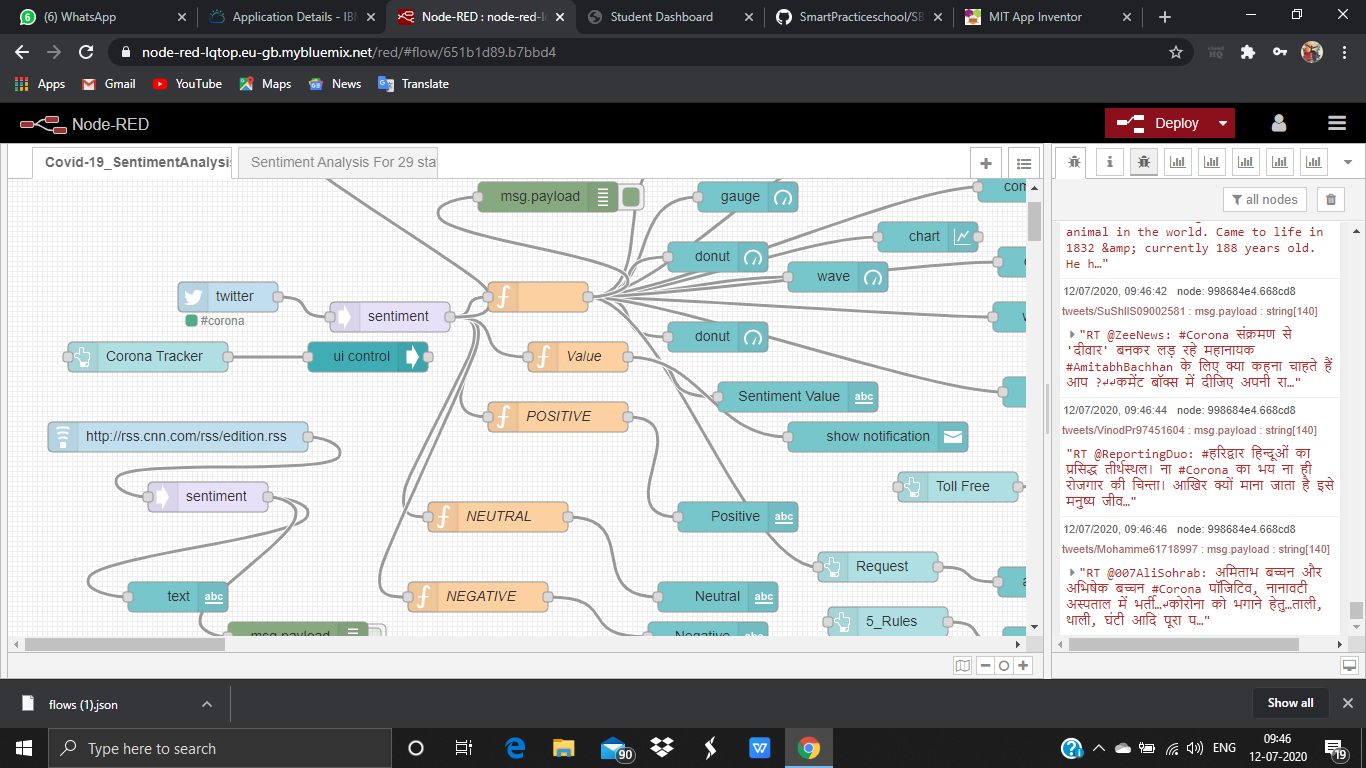 (6) WhatsApp
Application Details - IBM
Node-RED : node-red-l
Student Dashboard
SmartPracticeschool/SB
MIT App Inventor
node-red-lqtop.eu-gb.mybluemix.net/red/#flow/651b1d89.b7bbd4
Apps
Gmail
YouTube
Maps
News
Translate
Node-RED
Deploy
Covid-19_SentimentAnalysis
Sentiment Analysis For 29 sta
all nodes
msg.payload
gauge
com
chart
donut
wave
twitter
#corona
sentiment
donut
Corona Tracker
ui control
Value
Sentiment Value
abc
POSITIVE
show notification
http://rss.cnn.com/rss/edition.rss
sentiment
Toll Free
NEUTRAL
Positive
abc
Request
text
abc
NEGATIVE
Neutral
abc
5_Rules
msg.payload
Negative
abc
animal in the world. Came to life in
1832 &amp; currently 188 years old.
He h…"
12/07/2020, 09:46:42 node: 998684e4.668cd8
tweets/SuShIlS09002581 : msg.payload : string[140]
"RT @ZeeNews: #Corona संक्रमण से
'दीवार' बनकर लड़ रहे महानायक
#AmitabhBachhan के लिए क्या कहना चाहते हैं
आप ?↵↵कमेंट बॉक्स में दीजिए अपनी रा…"
12/07/2020, 09:46:44 node: 998684e4.668cd8
tweets/VinodPr97451604 : msg.payload : string[140]
"RT @ReportingDuo: #हरिद्वार हिन्दूओं का
प्रसिद्ध तीर्थस्थल। ना #Corona का भय ना ही
रोजगार की चिन्ता। आखिर क्यों माना जाता है इसे
मनुष्य जीव…"
12/07/2020, 09:46:46 node: 998684e4.668cd8
tweets/Mohamme61718997 : msg.payload : string[140]
"RT @007AliSohrab: अमिताभ बच्चन और
अभिषेक बच्चन #Corona पॉजिटिव, नानावटी
अस्पताल में भर्ती…↵कोरोना को भगाने हेतु…ताली,
थाली, घंटी आदि पूरा प…"
flows (1).json
Show all
Type here to search
90
ENG
09:46
12-07-2020
19